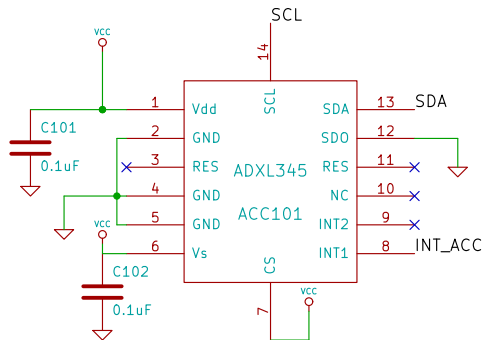 SCL
vcc
14
C101
0.1uF
1 Vdd SCL SDA 13 SDA
2 GND SDO 12
3 RES ADXL345 RES 11
4 GND NC 10
vcc
5 GND ACC101 INT2 9
6 Vs CS INT1 8 INT_ACC
C102
0.1uF
7
vcc